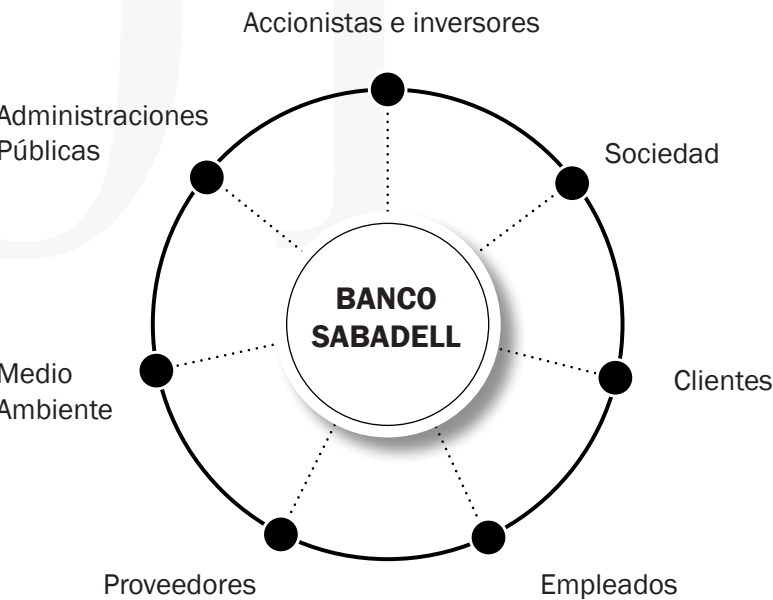 Accionistas e inversores
Administraciones
Públicas
Sociedad
BANCO
SABADELL
Medio
Ambiente
Clientes
Proveedores
Empleados